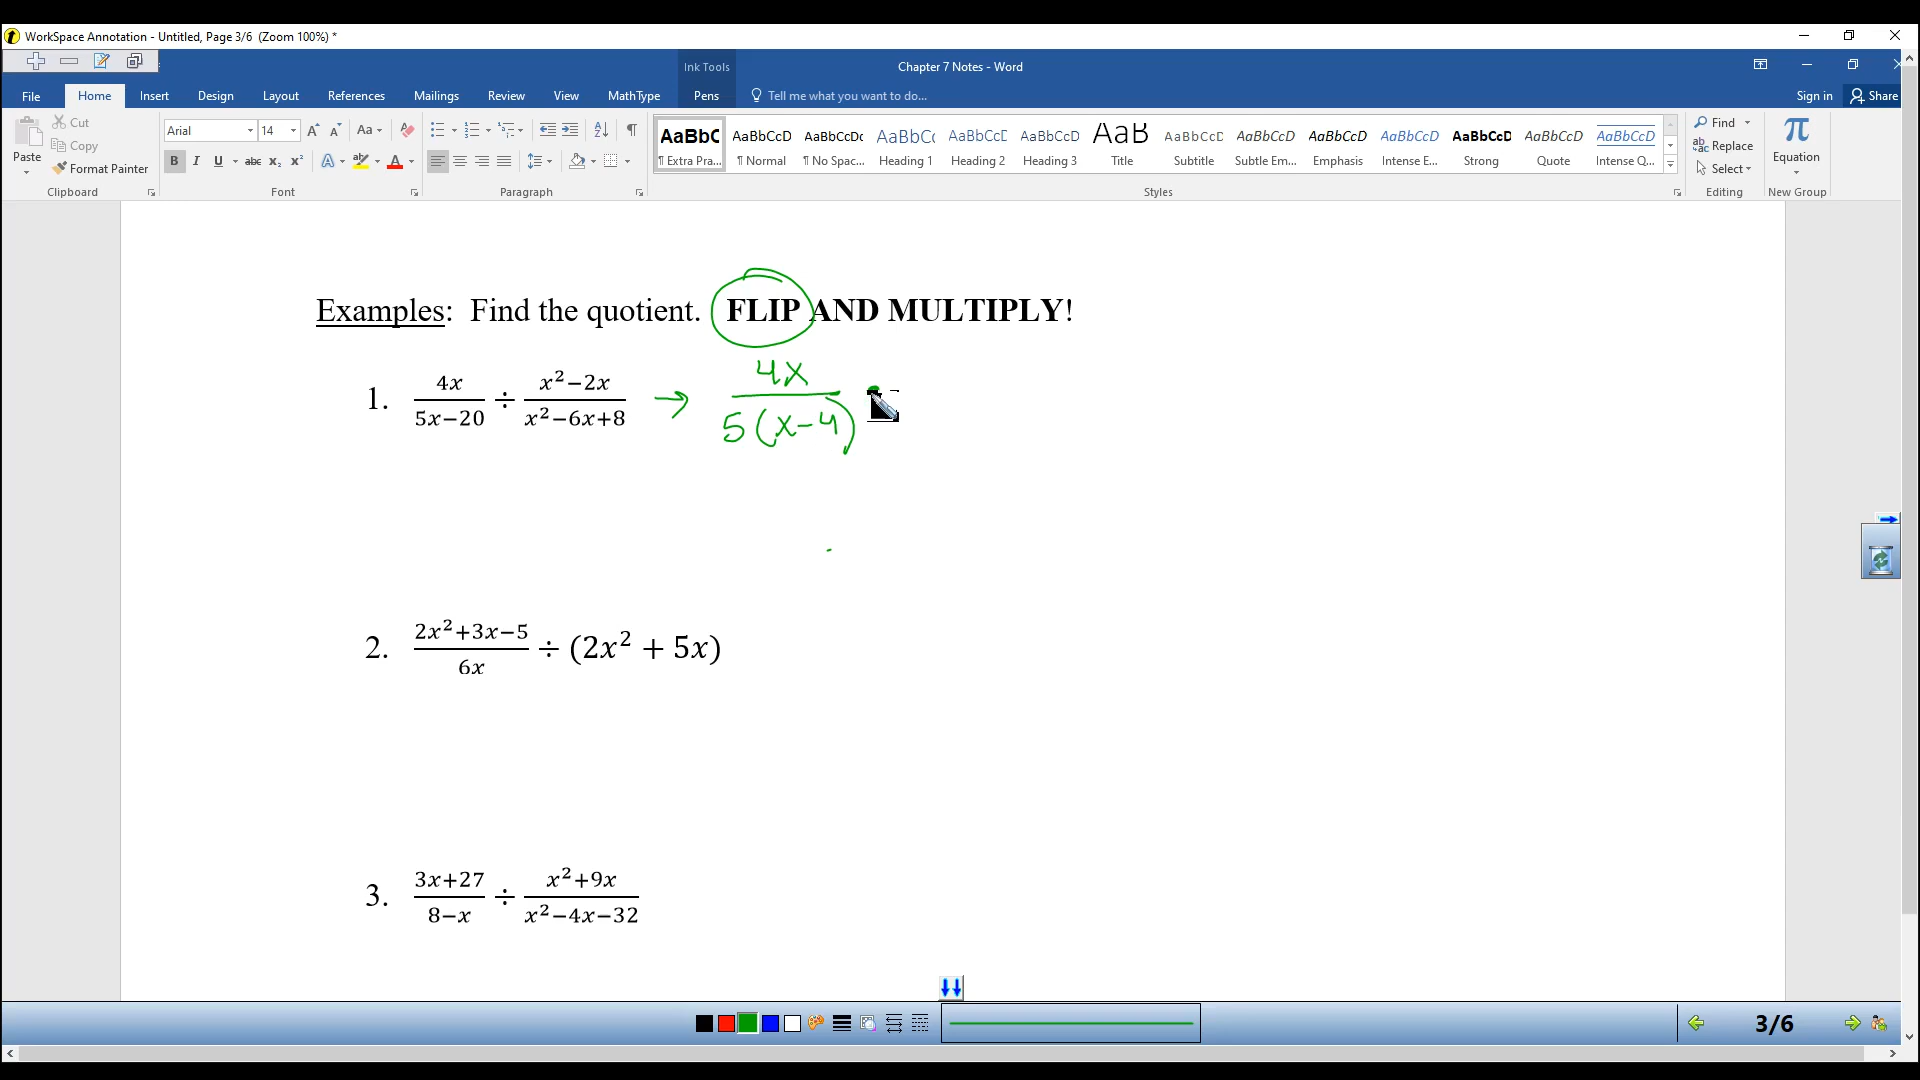 WorkSpace Annotation - Untitled, Page 3/6 (Zoom 100%) *
Ink Tools
Chapter 7 Notes - Word
File Home Insert Design Layout References Mailings Review View MathType Pens Tell me what you want to do... Sign in Share
Paste
Cut
Copy
Format Painter
Clipboard
Arial 14
Font
Paragraph
AaBbC AaBbCcD AaBbCcDc AaBbCc AaBbCcD AaBbCcD AaB AaBbCcD AaBbCcD AaBbCcD AaBbCcD AaBbCcD AaBbCcD AaBbCcD
¶ Extra Pra... ¶ Normal ¶ No Spac... Heading 1 Heading 2 Heading 3 Title Subtitle Subtle Em... Emphasis Intense E... Strong Quote Intense Q...
Styles
Find
Replace
Select
Editing
π
Equation
New Group
Examples: Find the quotient. FLIP AND MULTIPLY!
1. 4x/(5x−20) ÷ (x²−2x)/(x²−6x+8) → 4x/(5(x−4))
2. (2x²+3x−5)/6x ÷ (2x² + 5x)
3. (3x+27)/(8−x) ÷ (x²+9x)/(x²−4x−32)
3/6